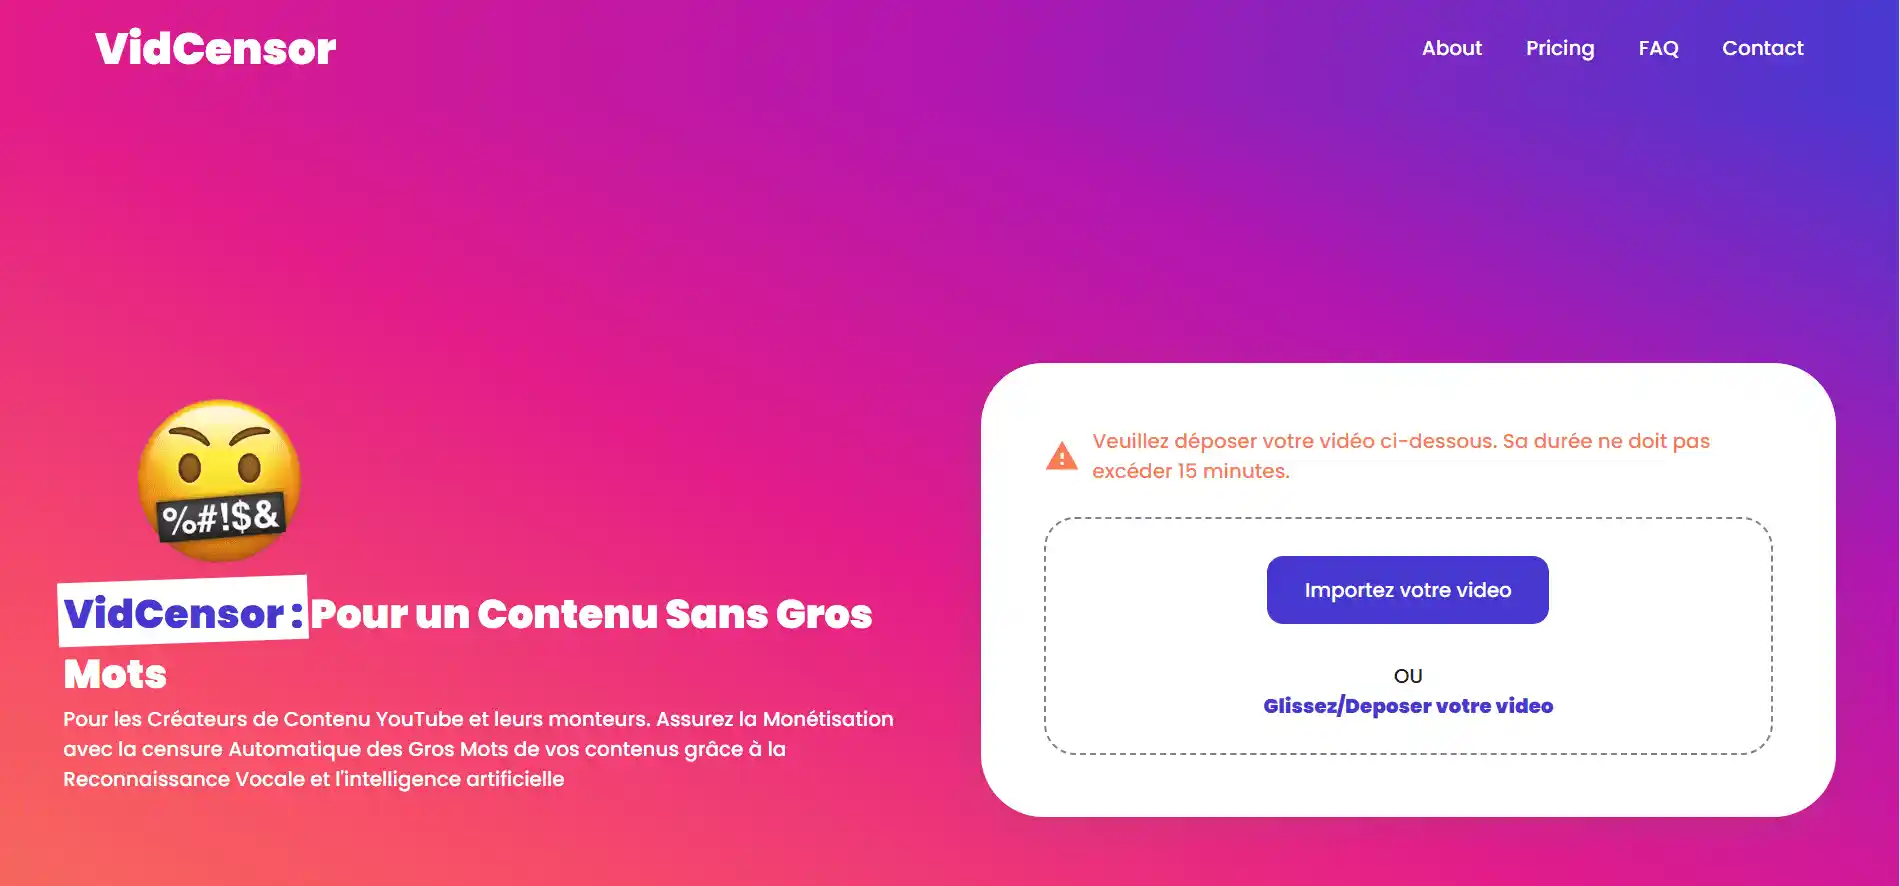 VidCensor
About Pricing FAQ Contact
%#!$&
VidCensor : Pour un Contenu Sans Gros
Mots
Pour les Créateurs de Contenu YouTube et leurs monteurs. Assurez la Monétisation
avec la censure Automatique des Gros Mots de vos contenus grâce à la
Reconnaissance Vocale et l'intelligence artificielle
Veuillez déposer votre vidéo ci-dessous. Sa durée ne doit pas
excéder 15 minutes.
Importez votre video
OU
Glissez/Deposer votre video